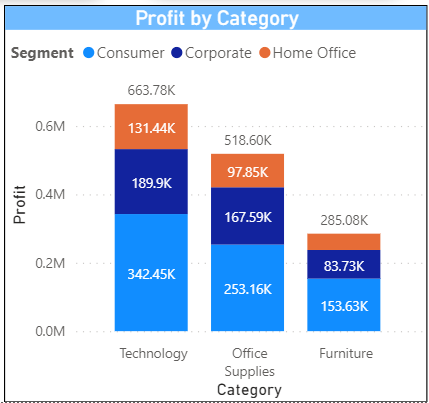 Profit by Category
Segment Consumer Corporate Home Office
663.78K
0.6M
131.44K
518.60K
97.85K
189.9K
0.4M
167.59K
285.08K
Profit
0.2M
342.45K
253.16K
83.73K
153.63K
0.0M
Technology
Office
Supplies
Furniture
Category